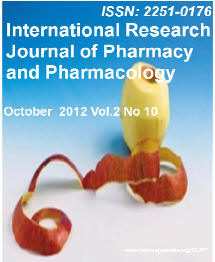 ISSN: 2251-0176
International Research
Journal of Pharmacy
and Pharmacology
October 2012 Vol.2 No 10